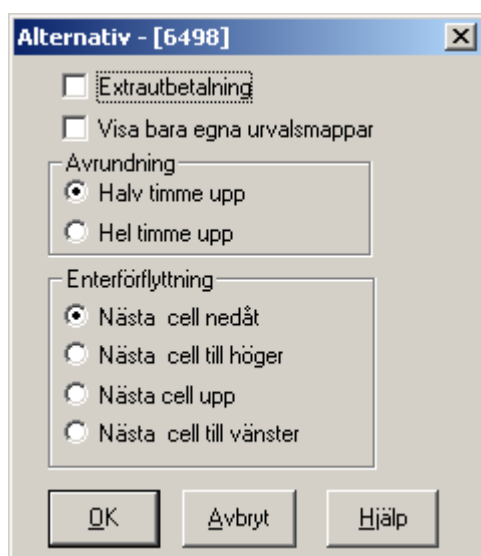 Alternativ - [6498]
Extrautbetalning
Visa bara egna urvalsmappar
Avrundning
Halv timme upp
Hel timme upp
Enterförflyttning
Nästa  cell nedåt
Nästa  cell till höger
Nästa cell upp
Nästa  cell till vänster
OK Avbryt Hjälp